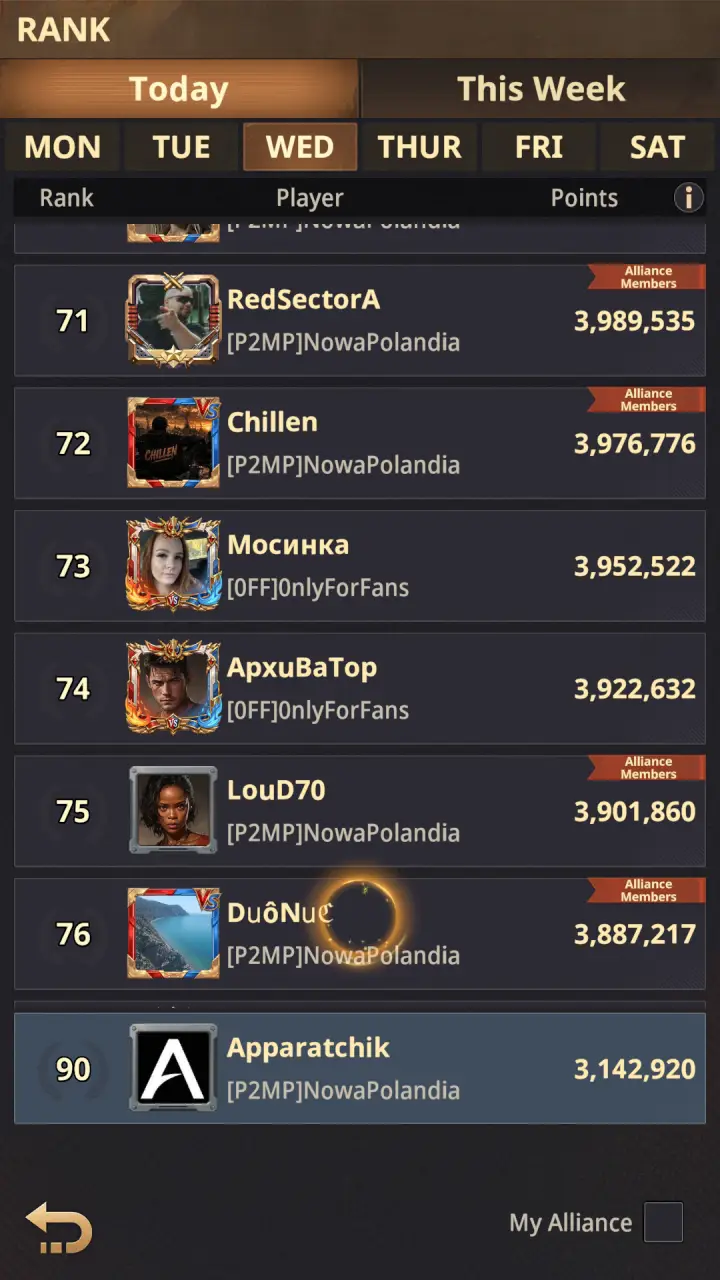 RANK
Today
This Week
MON
TUE
WED
THUR
FRI
SAT
Rank
Player
Points
[P2MP]NowaPolandia
Alliance
Members
71
RedSectorA
[P2MP]NowaPolandia
3,989,535
Alliance
Members
72
Chillen
[P2MP]NowaPolandia
3,976,776
73
Мосинка
[0FF]0nlyForFans
3,952,522
74
АрхиВаТор
[0FF]0nlyForFans
3,922,632
Alliance
Members
75
LouD70
[P2MP]NowaPolandia
3,901,860
Alliance
Members
76
[P2MP]NowaPolandia
3,887,217
90
Apparatchik
[P2MP]NowaPolandia
3,142,920
My Alliance